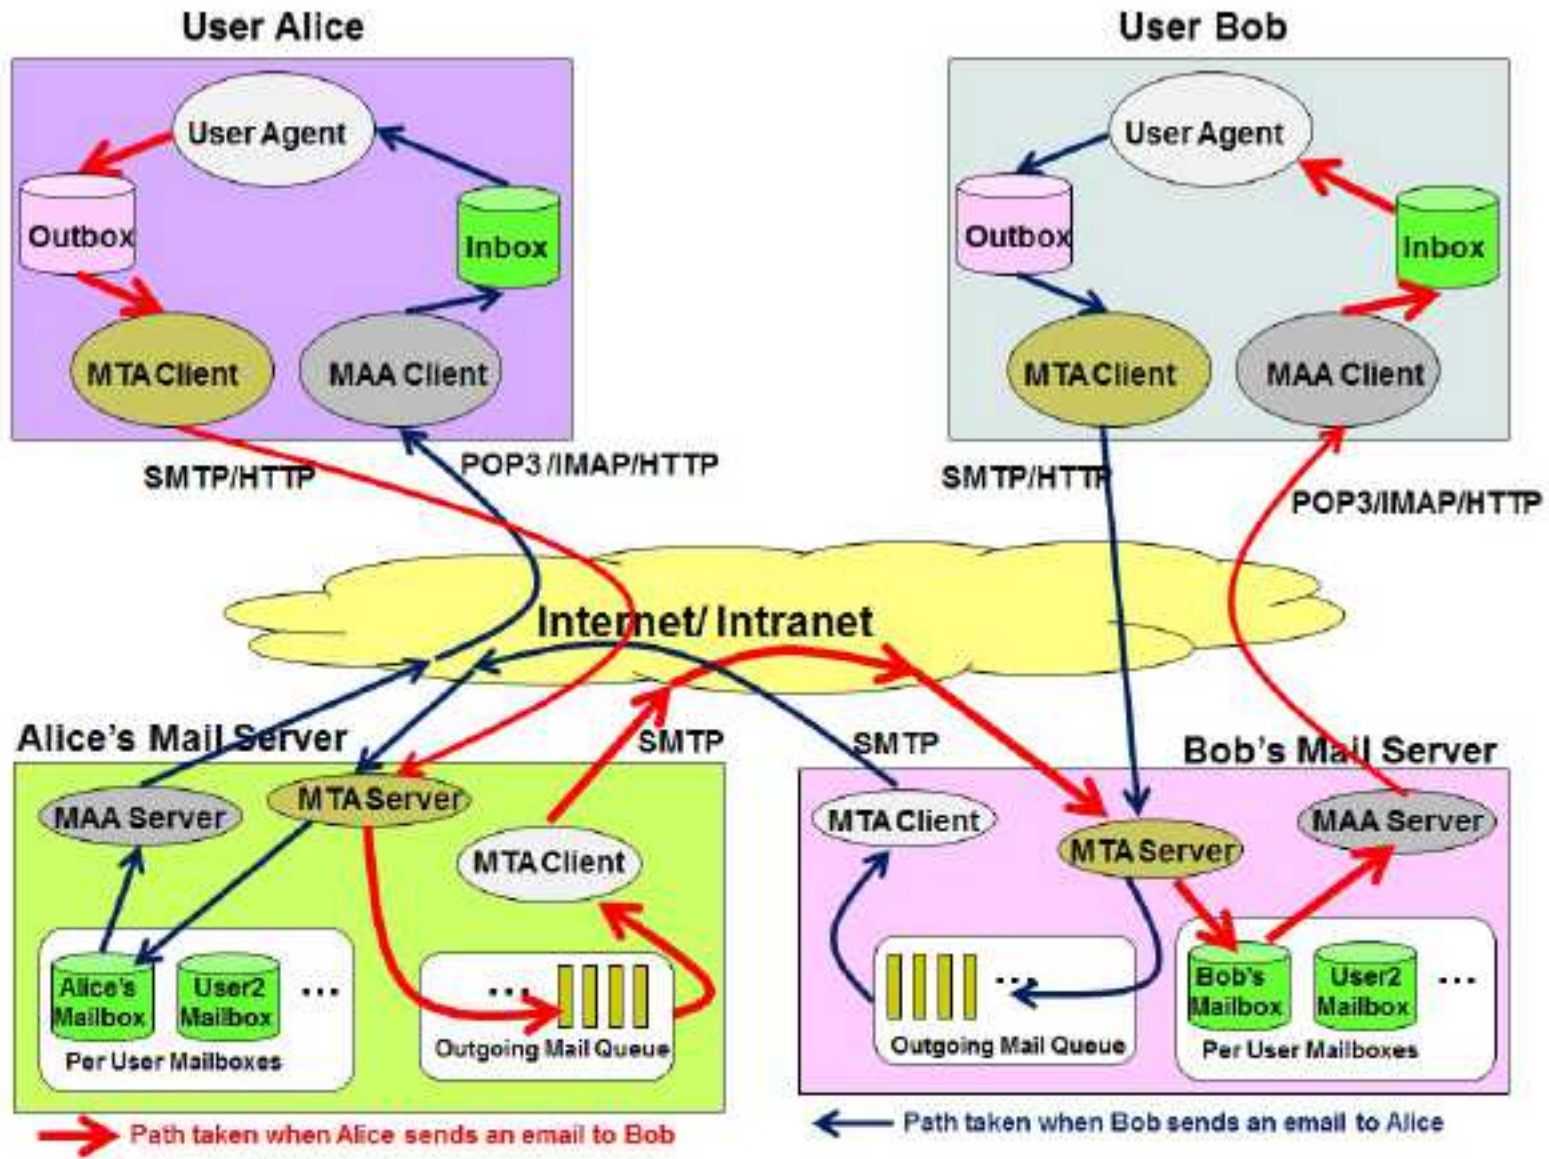 User Alice
User Bob
User Agent
Outbox
Inbox
MTA Client
MAA Client
User Agent
Outbox
Inbox
MTA Client
MAA Client
SMTP/HTTP
POP3/IMAP/HTTP
SMTP/HTTP
POP3/IMAP/HTTP
Internet/ Intranet
Alice's Mail Server
SMTP
SMTP
Bob's Mail Server
MAA Server
MTA Server
MTA Client
MTA Client
MTA Server
MAA Server
Alice's
Mailbox
User2
Mailbox
...
Per User Mailboxes
...
Outgoing Mail Queue
...
Outgoing Mail Queue
Bob's
Mailbox
User2
Mailbox
...
Per User Mailboxes
Path taken when Alice sends an email to Bob
Path taken when Bob sends an email to Alice